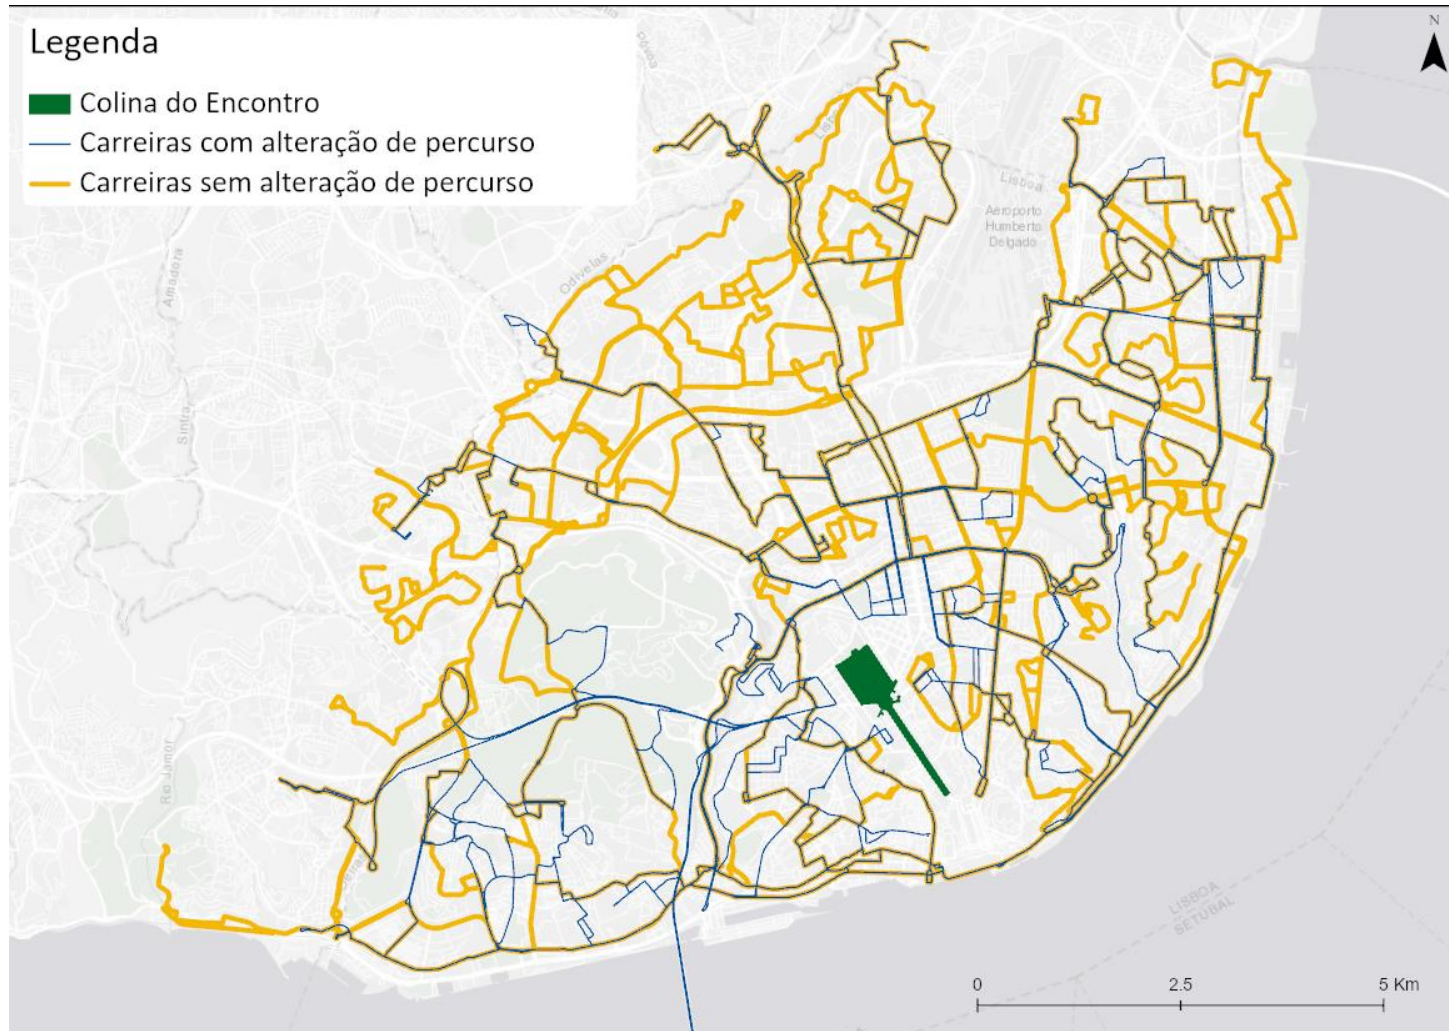 Legenda
Colina do Encontro
Carreiras com alteração de percurso
Carreiras sem alteração de percurso
N
Póvoa
Lisboa
Aeroporto
Humberto
Delgado
Odivelas
Amadora
Sintra
Rio Jamor
LISBOA
SETÚBAL
0 2.5 5 Km